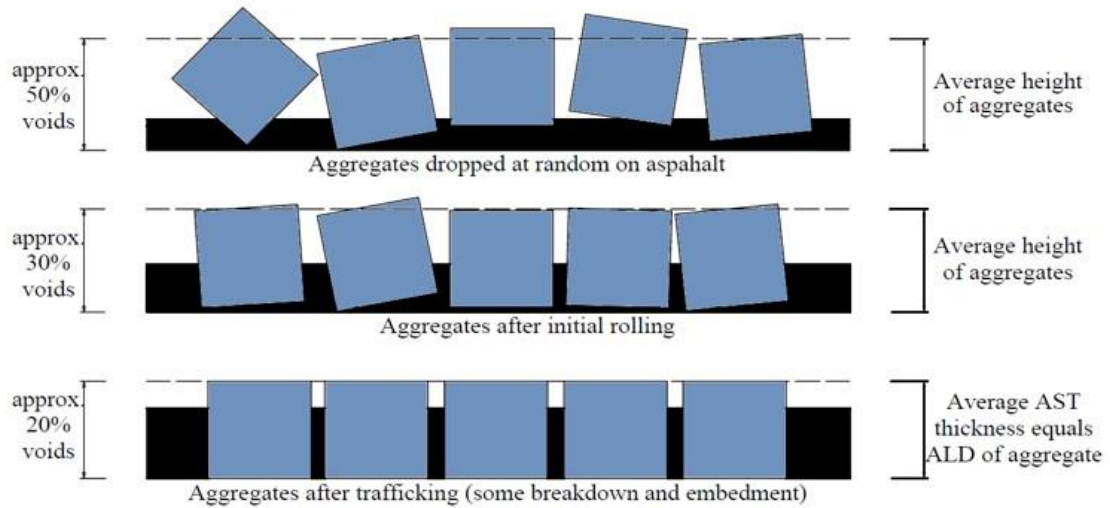 approx.
50%
voids
Average height
of aggregates
Aggregates dropped at random on aspahalt
approx.
30%
voids
Average height
of aggregates
Aggregates after initial rolling
approx.
20%
voids
Average AST
thickness equals
ALD of aggregate
Aggregates after trafficking (some breakdown and embedment)